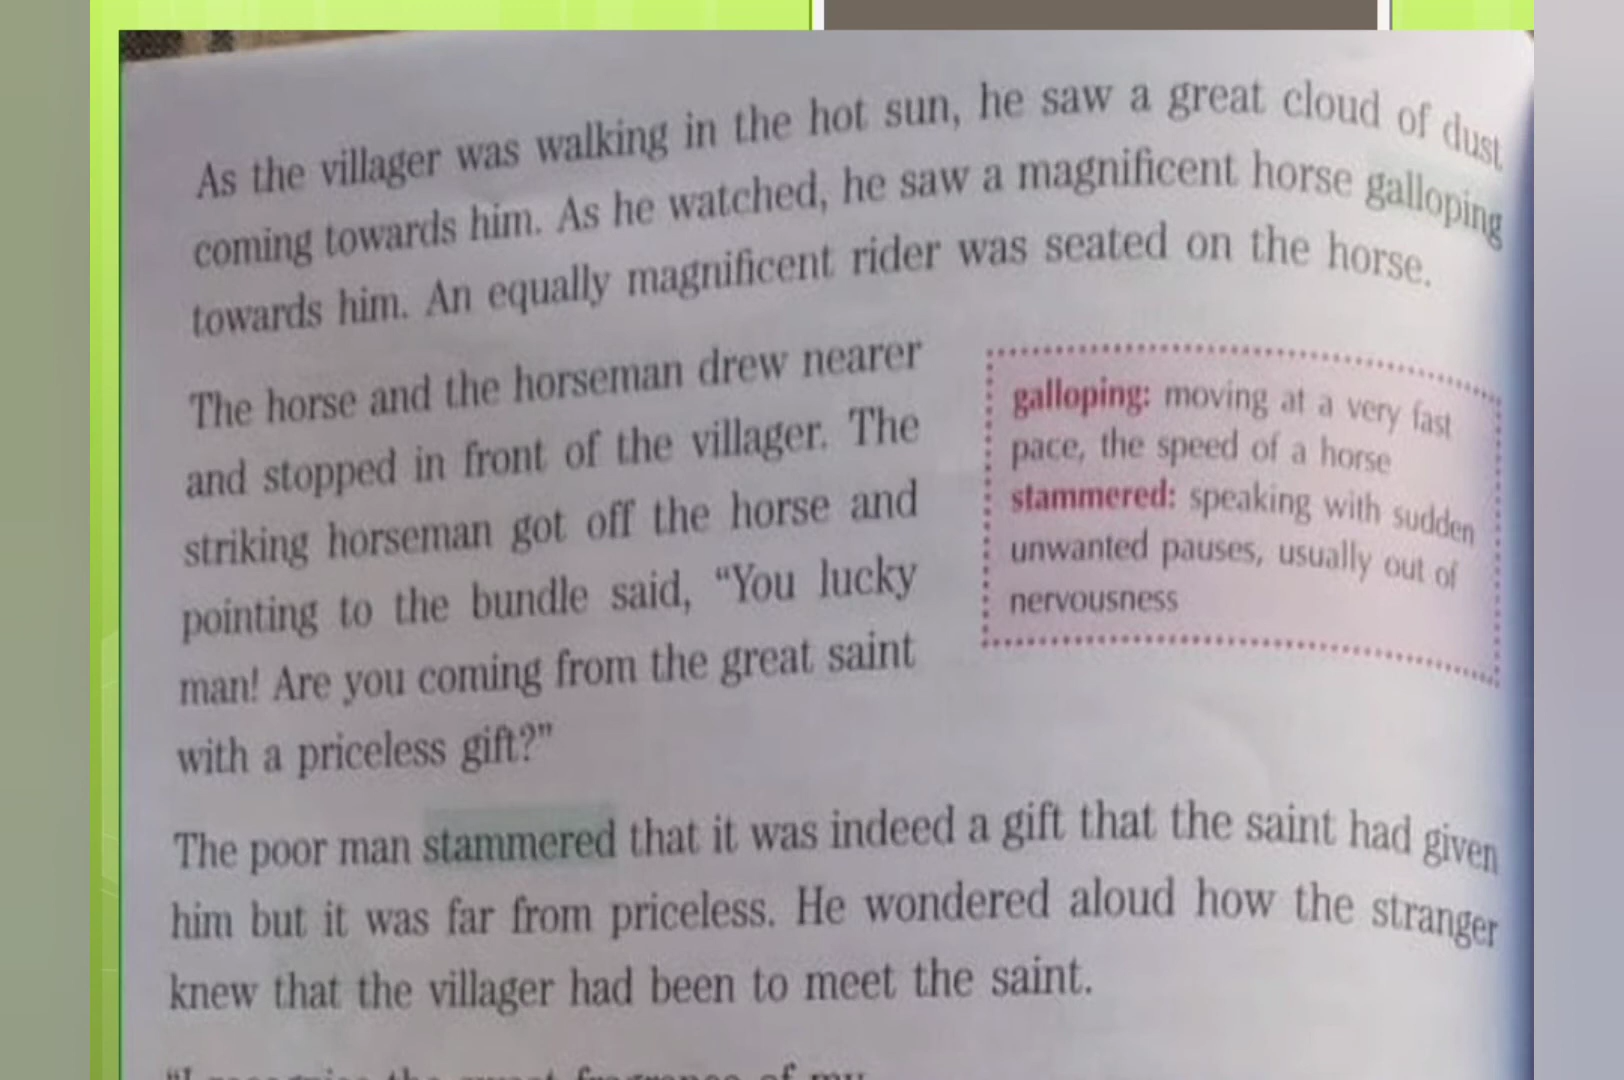 As the villager was walking in the hot sun, he saw a great cloud of dust
coming towards him. As he watched, he saw a magnificent horse galloping
towards him. An equally magnificent rider was seated on the horse.
The horse and the horseman drew nearer
and stopped in front of the villager. The
striking horseman got off the horse and
pointing to the bundle said, “You lucky
man! Are you coming from the great saint
with a priceless gift?”
galloping: moving at a very fast
pace, the speed of a horse
stammered: speaking with sudden
unwanted pauses, usually out of
nervousness
The poor man stammered that it was indeed a gift that the saint had given
him but it was far from priceless. He wondered aloud how the stranger
knew that the villager had been to meet the saint.
“I recognise the sweet fragrance of my